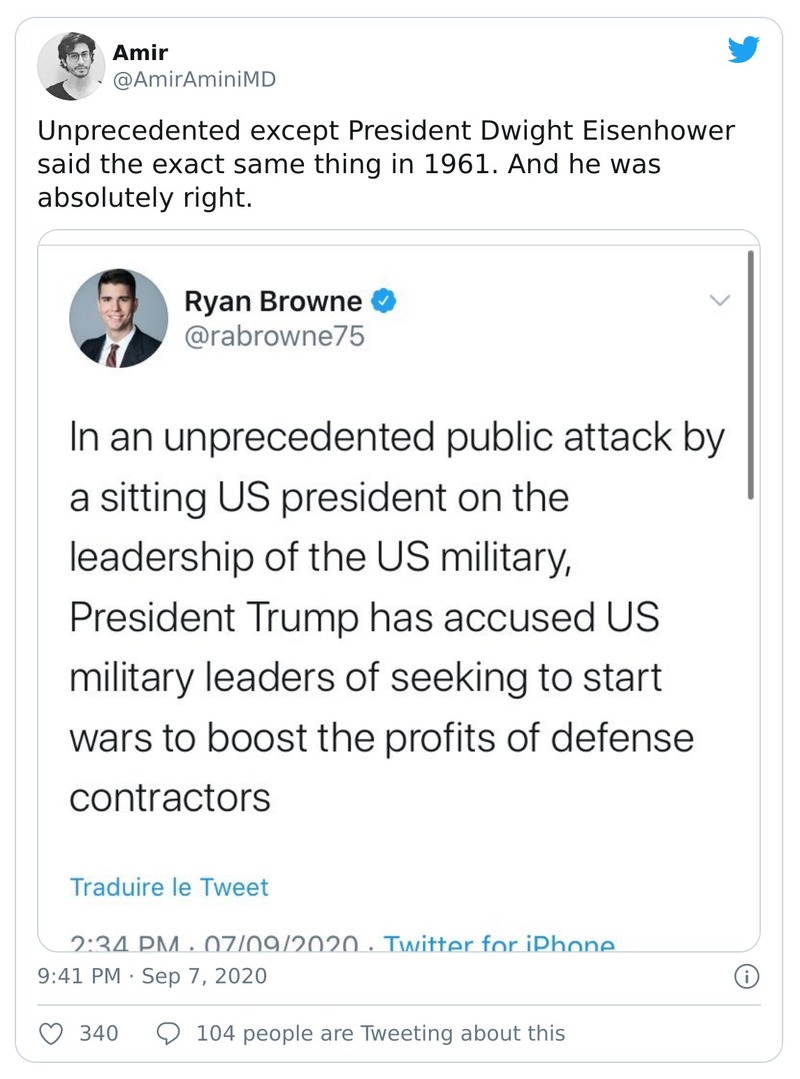 Amir
@AmirAminiMD
Unprecedented except President Dwight Eisenhower
said the exact same thing in 1961. And he was
absolutely right.
Ryan Browne
@rabrowne75
In an unprecedented public attack by
a sitting US president on the
leadership of the US military,
President Trump has accused US
military leaders of seeking to start
wars to boost the profits of defense
contractors
Traduire le Tweet
2:34 PM · 07/09/2020 · Twitter for iPhone
9:41 PM · Sep 7, 2020
340 104 people are Tweeting about this